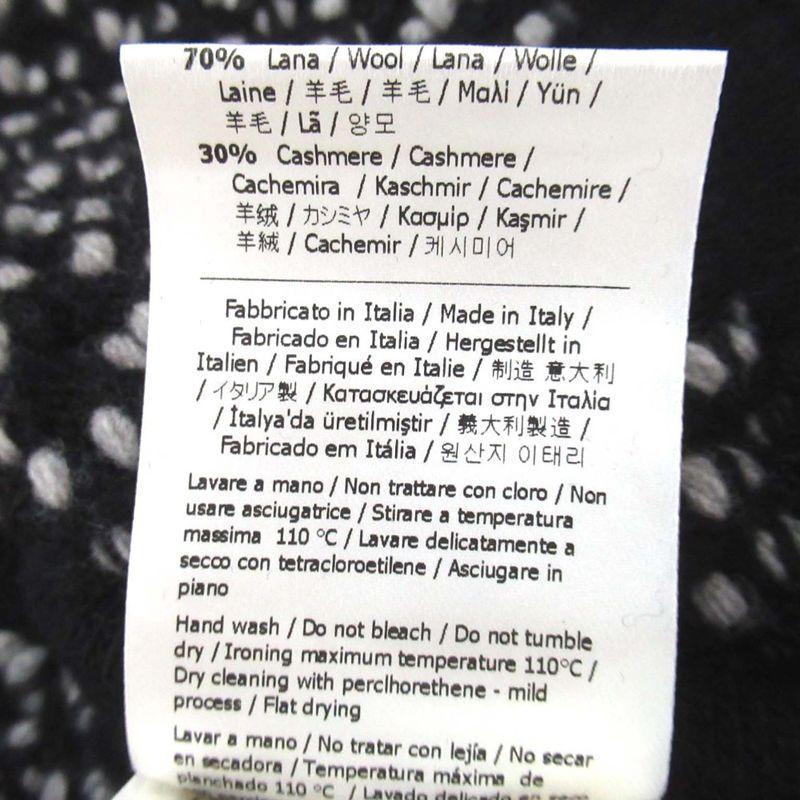 70% Lana / Wool / Lana / Wolle /
Laine / 羊毛 / 羊毛 / Μαλί / Yün /
羊毛 / Lã / 양모
30% Cashmere / Cashmere /
Cachemira / Kaschmir / Cachemire /
羊绒 / カシミヤ / Κασμιρ / Kaşmir /
羊絨 / Cachemir / 케시미어
Fabbricato in Italia / Made in Italy /
Fabricado en Italia / Hergestellt in
Italien / Fabriqué en Italie / 制造 意大利
/ イタリア製 / Κατασκευάζεται στην Ιταλία
/ İtalya'da üretilmiştir / 義大利製造 /
Fabricado em Itália / 원산지 이태리
Lavare a mano / Non trattare con cloro / Non
usare asciugatrice / Stirare a temperatura
massima 110 °C / Lavare delicatamente a
secco con tetracloroetilene / Asciugare in
piano
Hand wash / Do not bleach / Do not tumble
dry / Ironing maximum temperature 110°C /
Dry cleaning with perclhorethene - mild
process / Flat drying
Lavar a mano / No tratar con lejía / No secar
en secadora / Temperatura máxima de
planchado 110 °C / Lavado delicado en seco